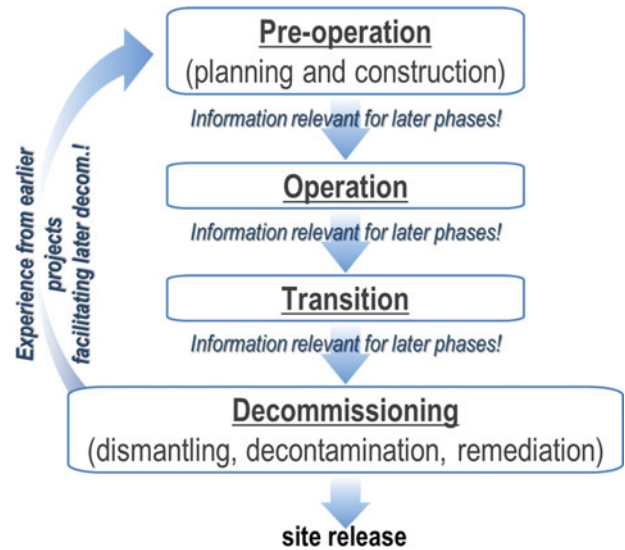 Pre-operation
(planning and construction)
Information relevant for later phases!
Operation
Information relevant for later phases!
Transition
Information relevant for later phases!
Decommissioning
(dismantling, decontamination, remediation)
site release
Experience from earlier
projects
facilitating later decom.!